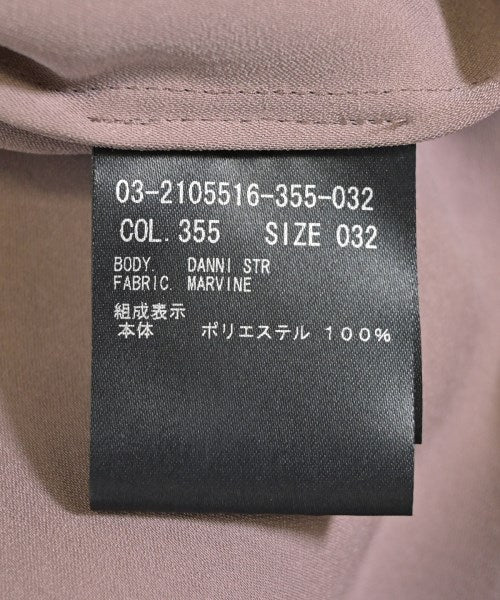 03-2105516-355-032
COL. 355 SIZE 032
BODY. DANNI STR
FABRIC. MARVINE
組成表示
本体 ポリエステル 100%